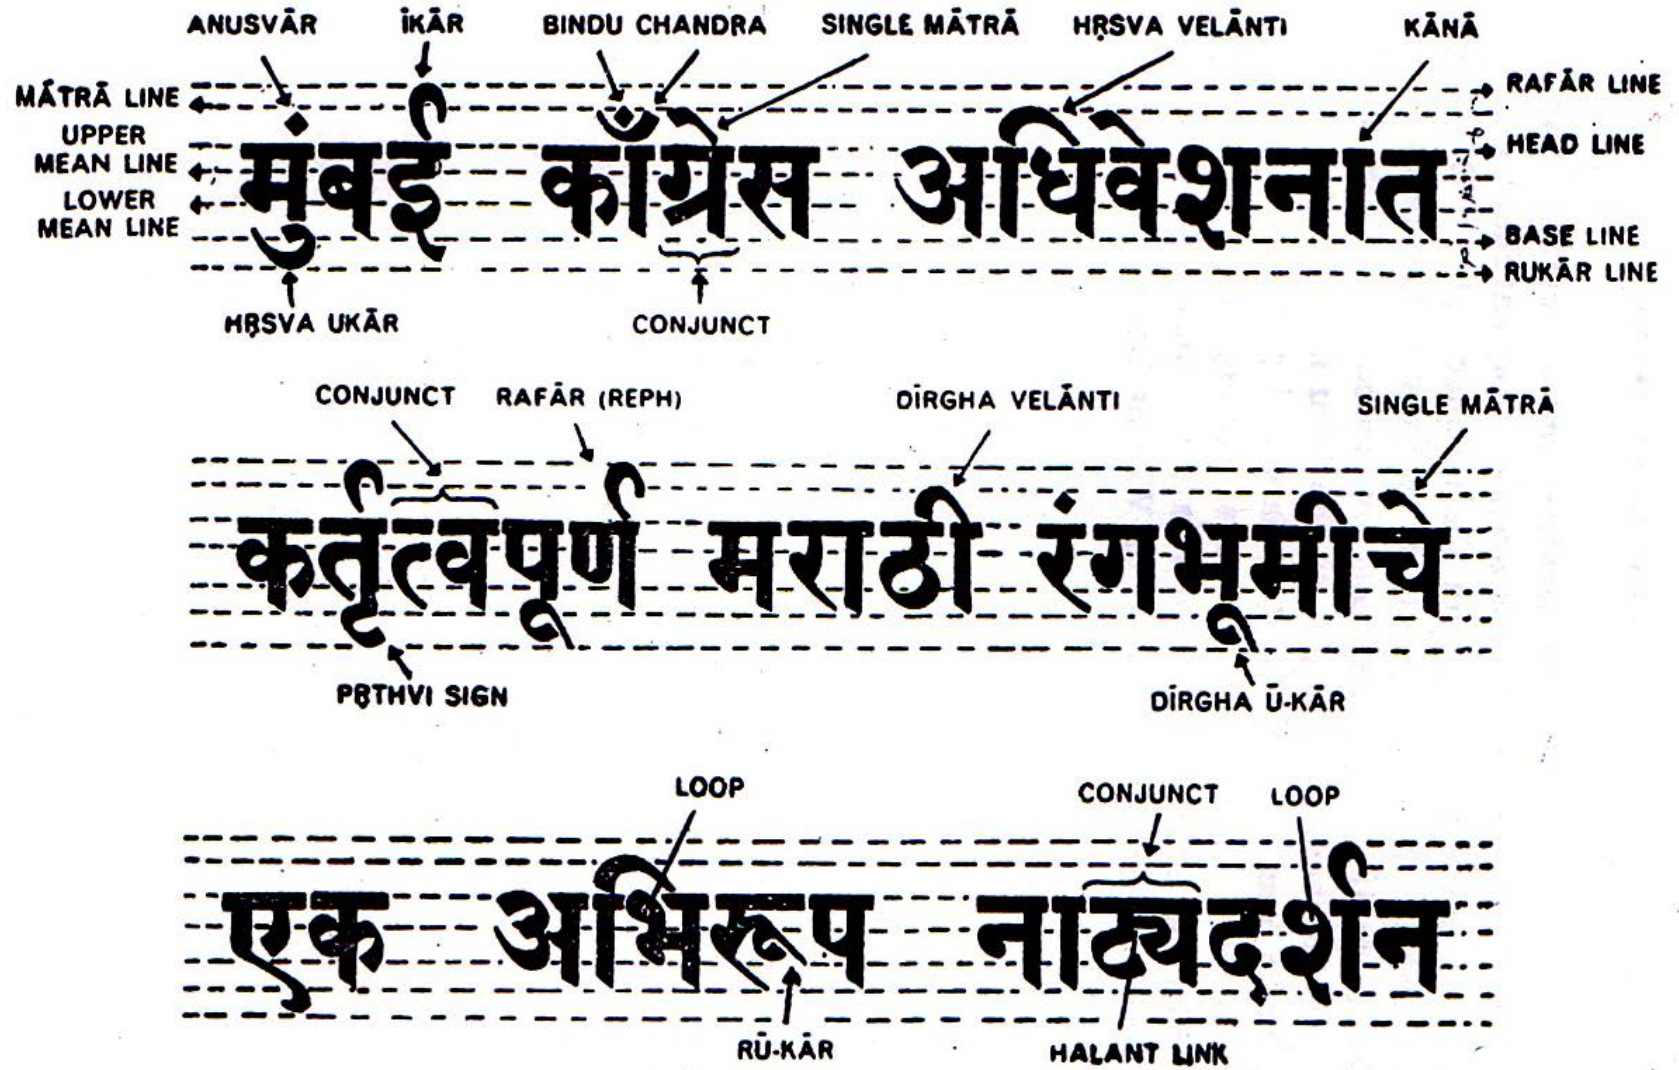 ANUSVĀR ĪKĀR BINDU CHANDRA SINGLE MĀTRĀ HṚSVA VELĀNTI KĀNĀ
MĀTRĀ LINE RAFĀR LINE
UPPER MEAN LINE HEAD LINE
LOWER MEAN LINE BASE LINE
RUKĀR LINE
मुंबई काँग्रेस अधिवेशनात
HṚSVA UKĀR CONJUNCT
CONJUNCT RAFĀR (REPH) DĪRGHA VELĀNTI SINGLE MĀTRĀ
कर्तृत्वपूर्ण मराठी रंगभूमीचे
PṚTHVI SIGN DĪRGHA Ū-KĀR
LOOP CONJUNCT LOOP
एक अभिरूप नाट्यदर्शन
RŪ-KĀR HALANT LINK